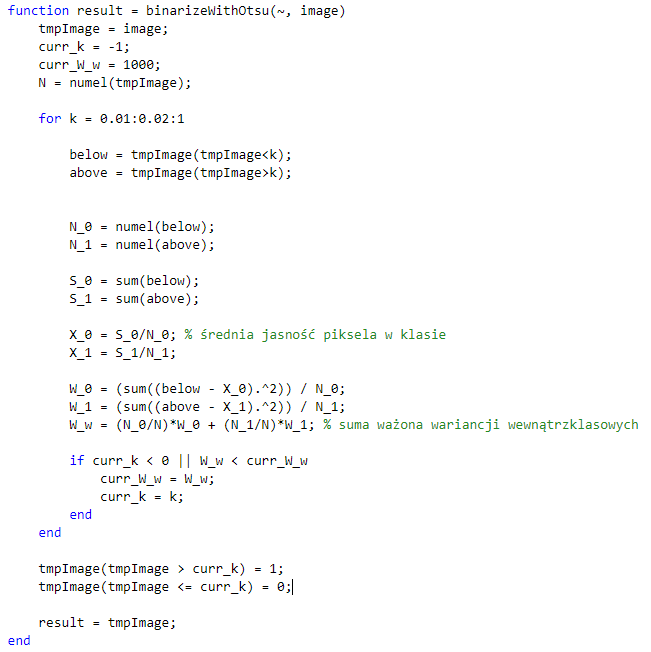 function result = binarizeWithOtsu(~, image)
    tmpImage = image;
    curr_k = -1;
    curr_W_w = 1000;
    N = numel(tmpImage);

    for k = 0.01:0.02:1

        below = tmpImage(tmpImage<k);
        above = tmpImage(tmpImage>k);


        N_0 = numel(below);
        N_1 = numel(above);

        S_0 = sum(below);
        S_1 = sum(above);

        X_0 = S_0/N_0; % średnia jasność piksela w klasie
        X_1 = S_1/N_1;

        W_0 = (sum((below - X_0).^2)) / N_0;
        W_1 = (sum((above - X_1).^2)) / N_1;
        W_w = (N_0/N)*W_0 + (N_1/N)*W_1; % suma ważona wariancji wewnątrzklasowych

        if curr_k < 0 || W_w < curr_W_w
            curr_W_w = W_w;
            curr_k = k;
        end
    end

    tmpImage(tmpImage > curr_k) = 1;
    tmpImage(tmpImage <= curr_k) = 0;

    result = tmpImage;
end